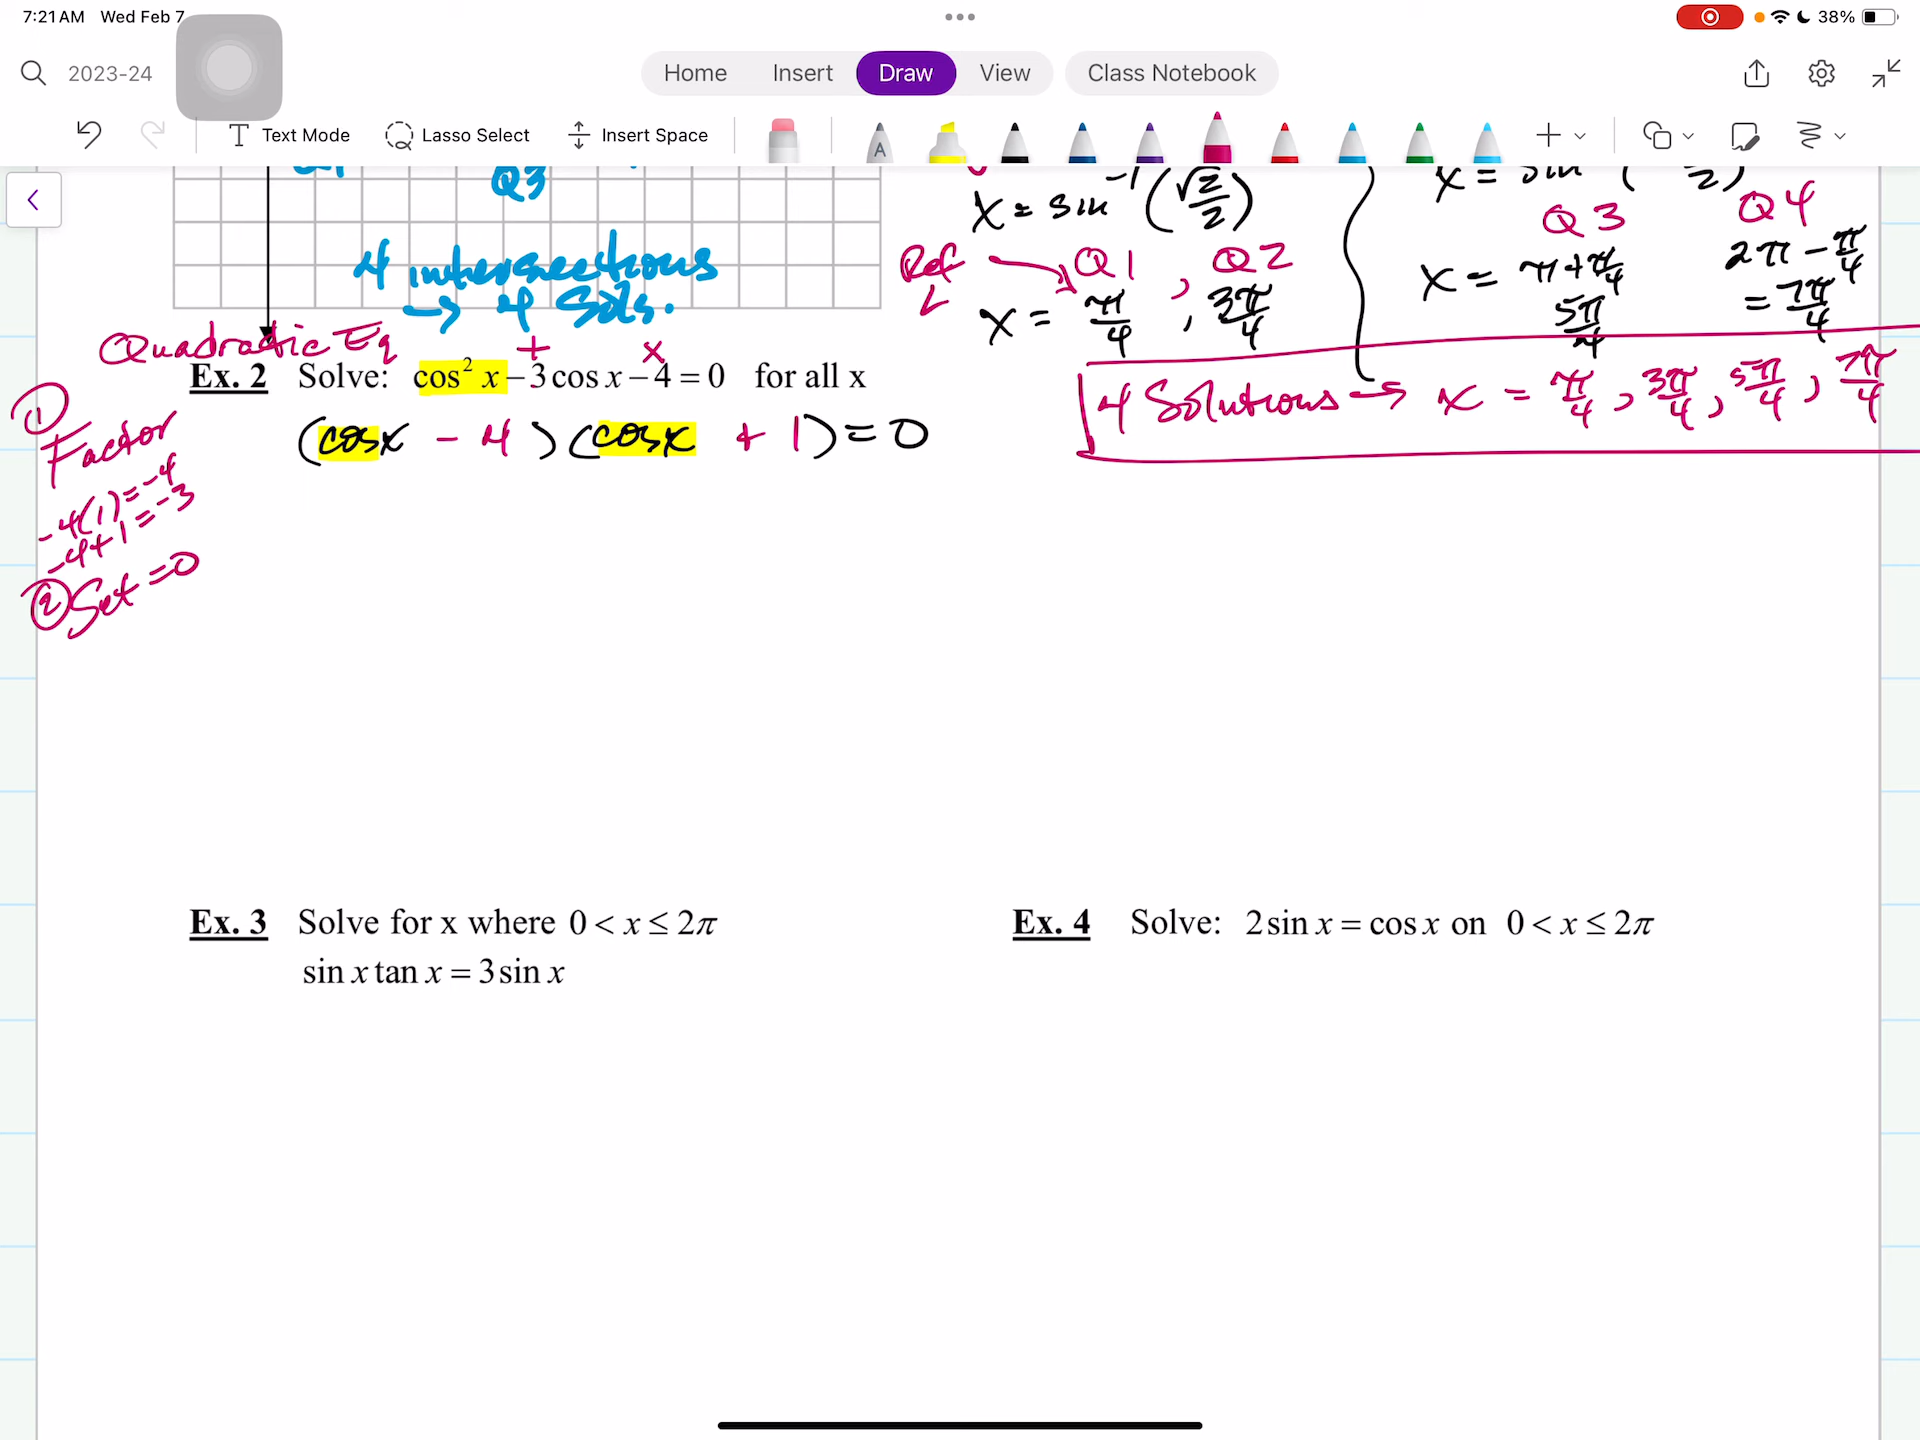 7:21 AM Wed Feb 7
38%
2023-24
Home Insert Draw View Class Notebook
Text Mode Lasso Select Insert Space
A
Q3
4 intersections
→ 4 Sols.
x = sin⁻¹(√2/2)
Ref Q1, Q2
x = π/4, 3π/4
Q3 Q4
x = π+π/4 2π-π/4
5π/4 = 7π/4
4 Solutions → x = π/4, 3π/4, 5π/4, 7π/4
Quadratic Eq + x
Ex. 2 Solve: cos² x − 3 cos x − 4 = 0 for all x
(cosx - 4)(cosx + 1) = 0
① Factor
-4(1)=-4
-4+1=-3
② Set =0
Ex. 3 Solve for x where 0 < x ≤ 2π
sin x tan x = 3 sin x
Ex. 4 Solve: 2 sin x = cos x on 0 < x ≤ 2π